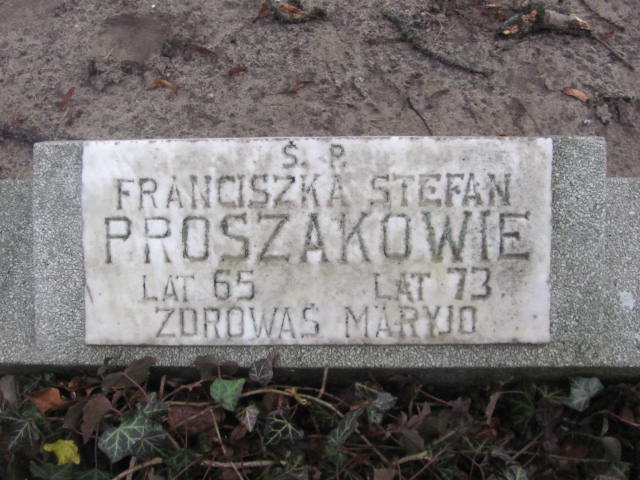 Ś. P.
FRANCISZKA STEFAN
PROSZAKOWIE
LAT 65 LAT 73
ZDROWAŚ MARYJO